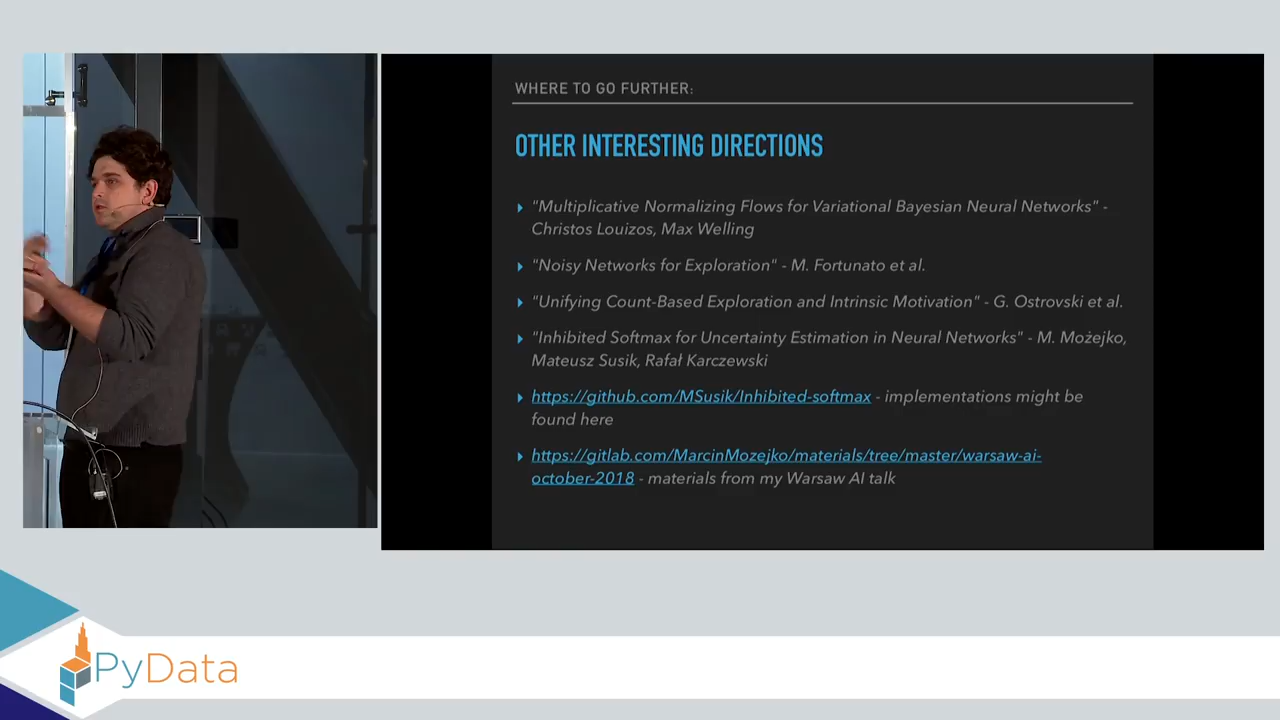 WHERE TO GO FURTHER:
OTHER INTERESTING DIRECTIONS
"Multiplicative Normalizing Flows for Variational Bayesian Neural Networks" -
Christos Louizos, Max Welling
"Noisy Networks for Exploration" - M. Fortunato et al.
"Unifying Count-Based Exploration and Intrinsic Motivation" - G. Ostrovski et al.
"Inhibited Softmax for Uncertainty Estimation in Neural Networks" - M. Możejko,
Mateusz Susik, Rafał Karczewski
https://github.com/MSusik/Inhibited-softmax - implementations might be
found here
https://gitlab.com/MarcinMozejko/materials/tree/master/warsaw-ai-
october-2018 - materials from my Warsaw AI talk
PyData